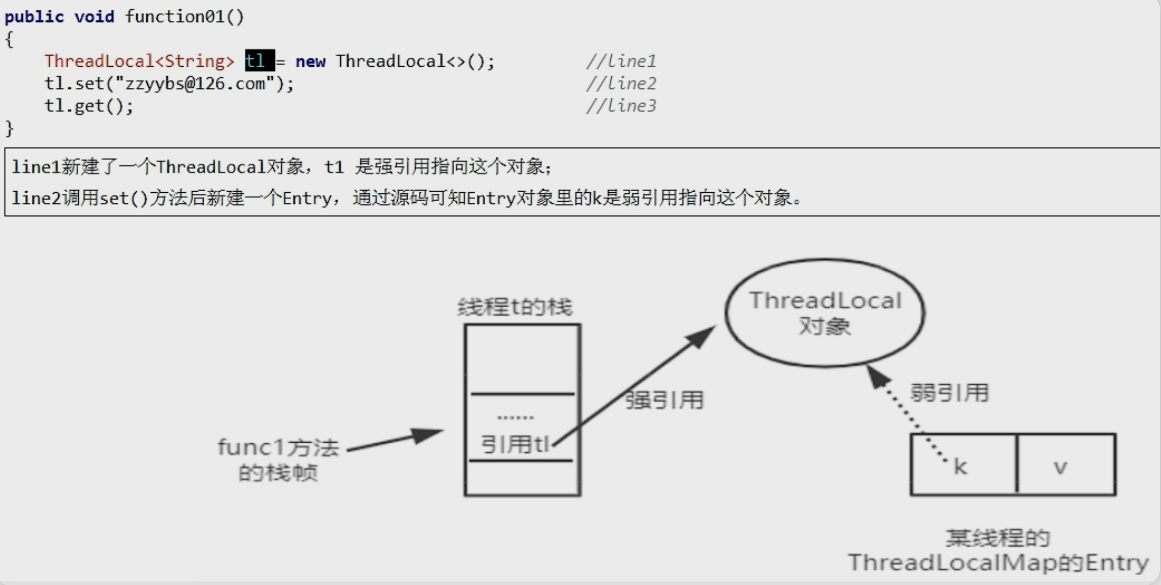 public void function01()
{
ThreadLocal<String> tl = new ThreadLocal<>(); //line1
tl.set("zzyybs@126.com"); //line2
tl.get(); //line3
}
line1新建了一个ThreadLocal对象，t1 是强引用指向这个对象；
line2调用set()方法后新建一个Entry，通过源码可知Entry对象里的k是弱引用指向这个对象。
线程t的栈
ThreadLocal
对象
强引用
弱引用
......
引用tl
func1方法
的栈帧
k
v
某线程的
ThreadLocalMap的Entry